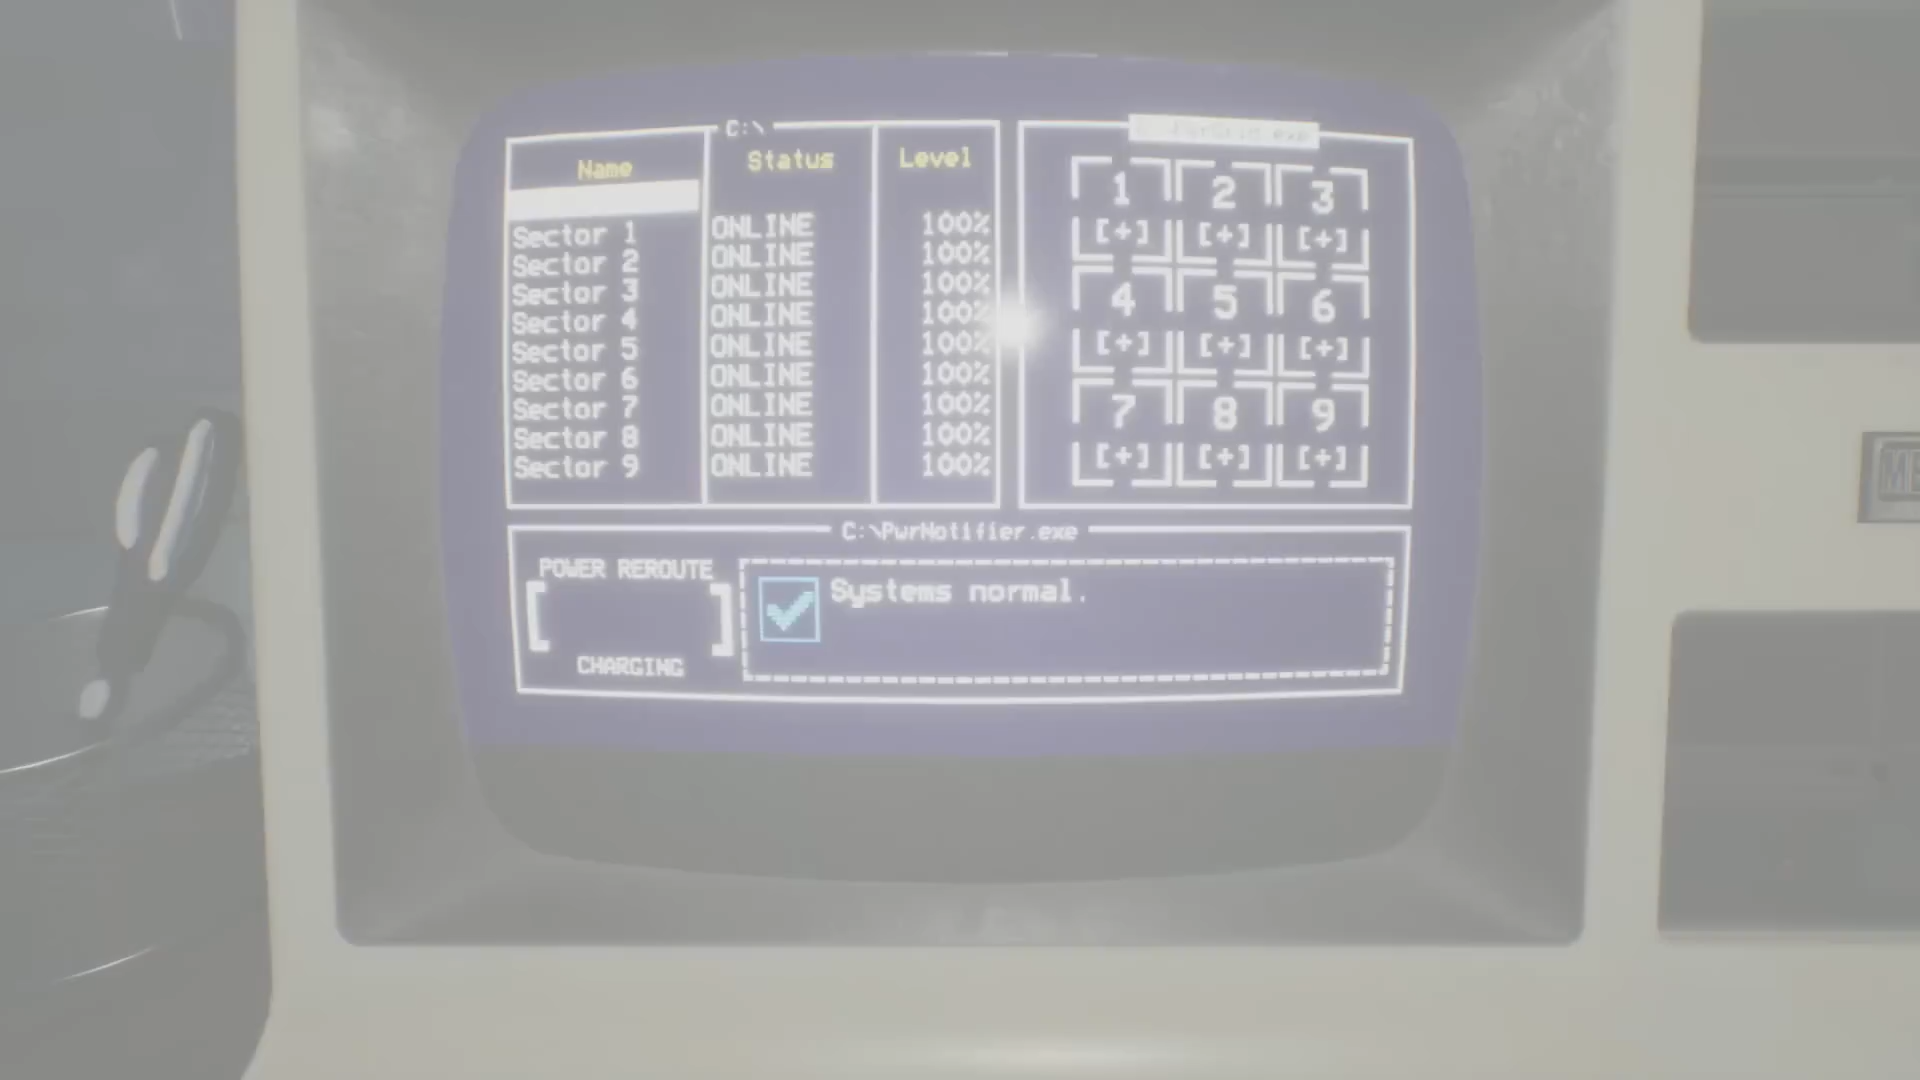 C:\
Name Status Level
Sector 1 ONLINE 100%
Sector 2 ONLINE 100%
Sector 3 ONLINE 100%
Sector 4 ONLINE 100%
Sector 5 ONLINE 100%
Sector 6 ONLINE 100%
Sector 7 ONLINE 100%
Sector 8 ONLINE 100%
Sector 9 ONLINE 100%
1 2 3
[+] [+] [+]
4 5 6
[+] [+] [+]
7 8 9
[+] [+] [+]
C:\PwrNotifier.exe
POWER REROUTE
CHARGING
Systems normal.